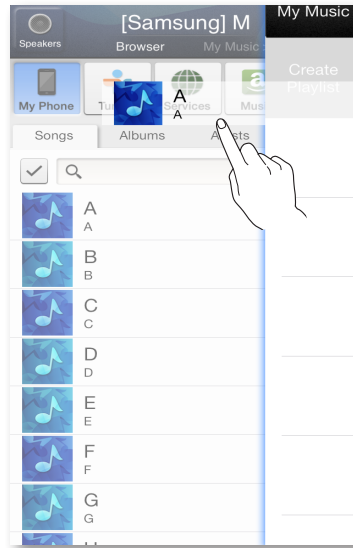 [Samsung] M
My Music
Speakers
Browser
My Music
Create
Playlist
My Phone
Services
A
A
Songs
Albums
A
A
B
B
C
C
D
D
E
E
F
F
G
G